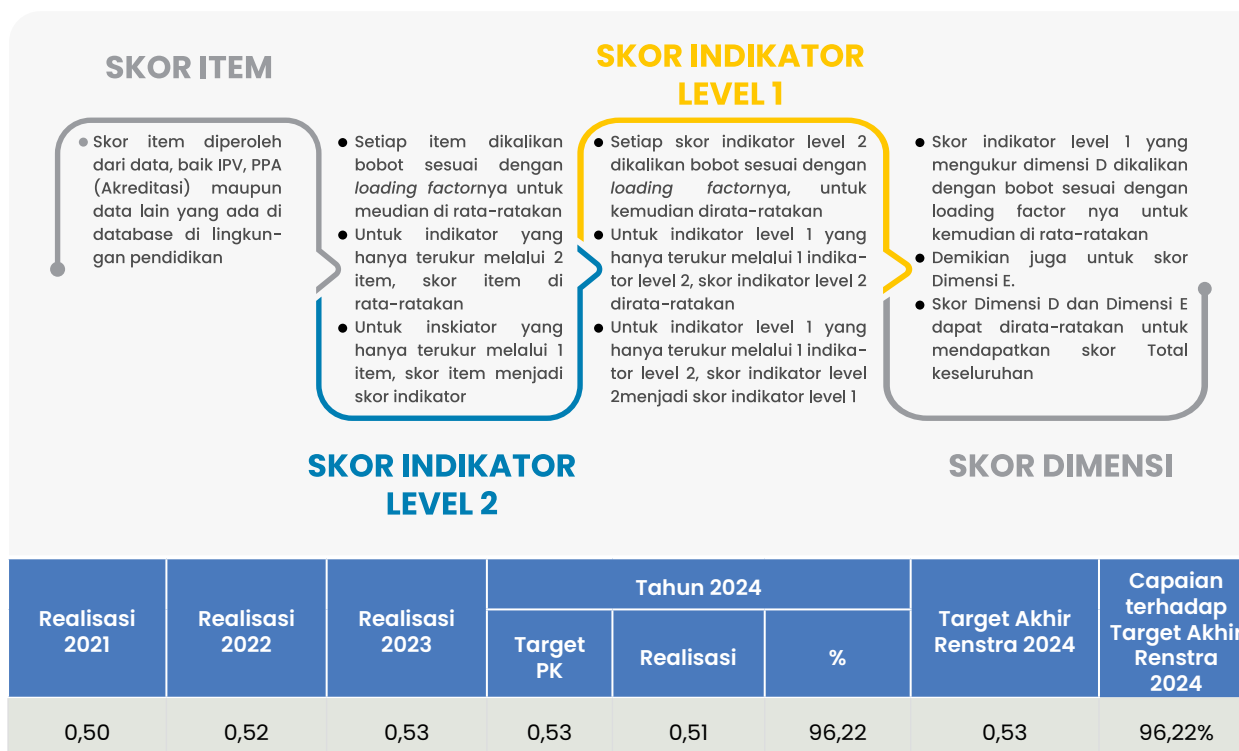 SKOR ITEM
Skor item diperoleh
dari data, baik IPV, PPA
(Akreditasi) maupun
data lain yang ada di
database di lingkun-
gan pendidikan
Setiap item dikalikan
bobot sesuai dengan
loading factornya untuk
meudian di rata-ratakan
Untuk indikator yang
hanya terukur melalui 2
item, skor item di
rata-ratakan
Untuk inskiator yang
hanya terukur melalui 1
item, skor item menjadi
skor indikator
SKOR INDIKATOR
LEVEL 2
SKOR INDIKATOR
LEVEL 1
Setiap skor indikator level 2
dikalikan bobot sesuai dengan
loading factornya, untuk
kemudian dirata-ratakan
Untuk indikator level 1 yang
hanya terukur melalui 1 indika-
tor level 2, skor indikator level 2
dirata-ratakan
Untuk indikator level 1 yang
hanya terukur melalui 1 indika-
tor level 2, skor indikator level
2menjadi skor indikator level 1
Skor indikator level 1 yang
mengukur dimensi D dikalikan
dengan bobot sesuai dengan
loading factor nya untuk
kemudian di rata-ratakan
Demikian juga untuk skor
Dimensi E.
Skor Dimensi D dan Dimensi E
dapat dirata-ratakan untuk
mendapatkan skor Total
keseluruhan
SKOR DIMENSI
Realisasi
2021
Realisasi
2022
Realisasi
2023
Tahun 2024
Target
PK
Realisasi
%
Target Akhir
Renstra 2024
Capaian
terhadap
Target Akhir
Renstra
2024
0,50 0,52 0,53 0,53 0,51 96,22 0,53 96,22%